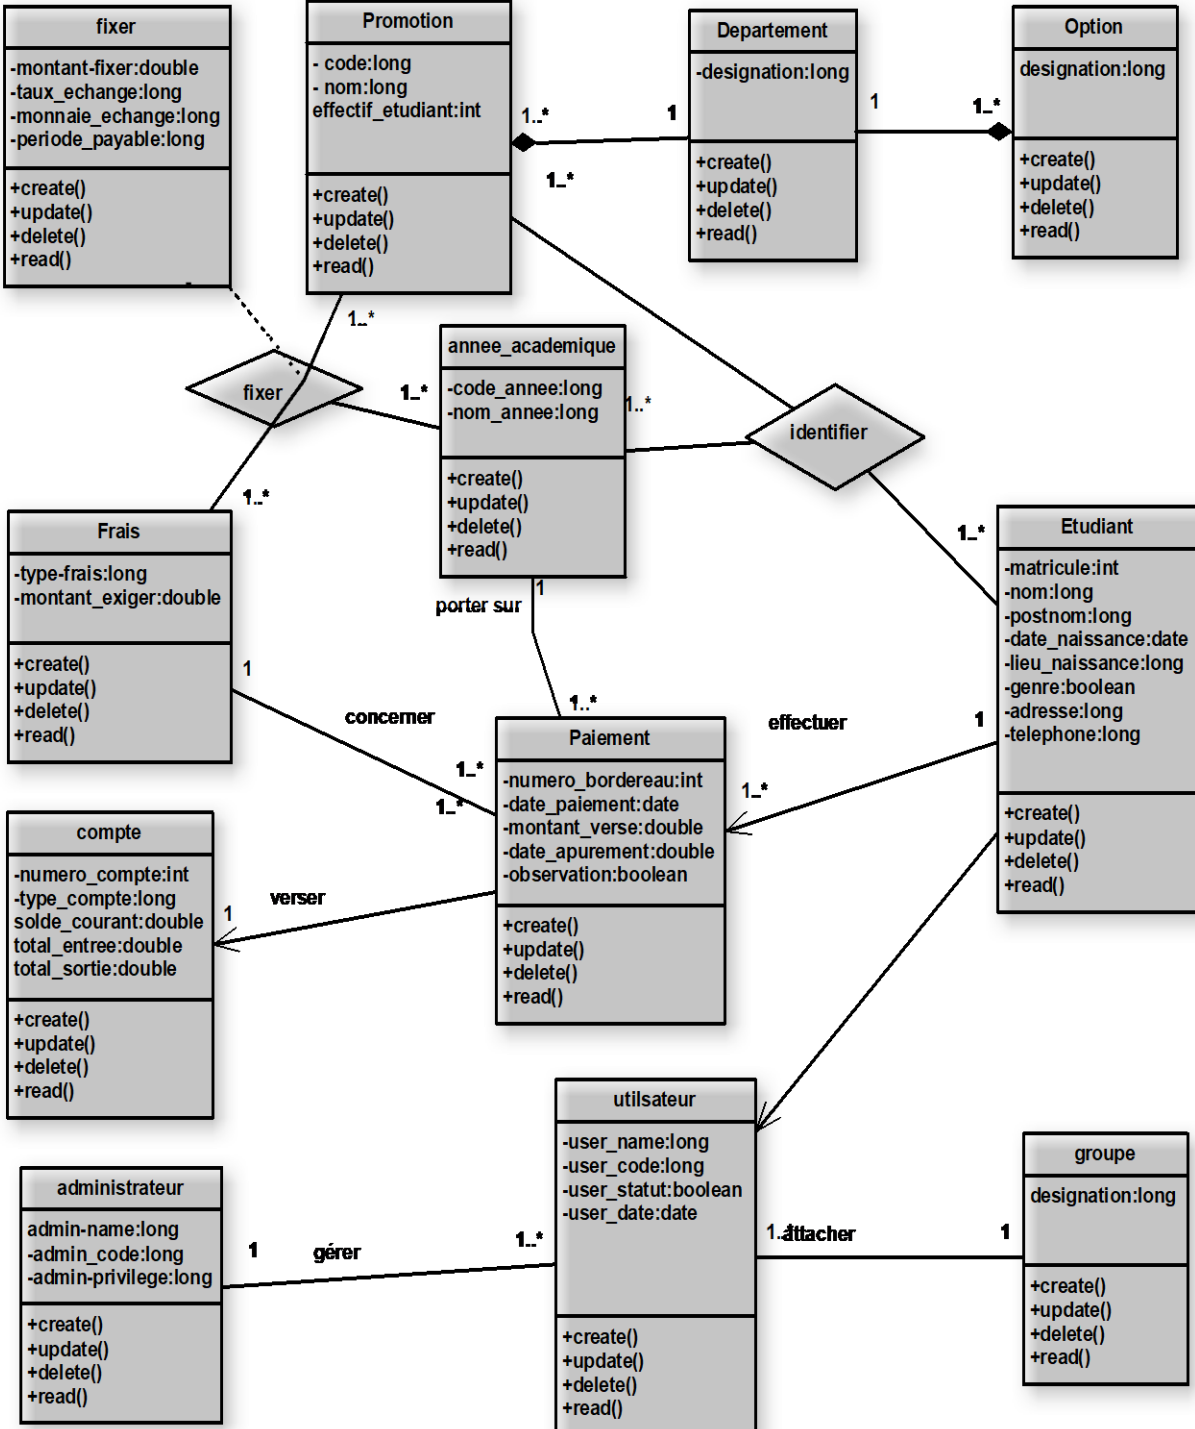 fixer
-montant-fixer:double
-taux_echange:long
-monnaie_echange:long
-periode_payable:long
+create()
+update()
+delete()
+read()
Promotion
- code:long
- nom:long
effectif_etudiant:int
+create()
+update()
+delete()
+read()
1..*
1
1..*
Departement
-designation:long
+create()
+update()
+delete()
+read()
1
1..*
Option
designation:long
+create()
+update()
+delete()
+read()
1..*
fixer
1..*
1..*
annee_academique
-code_annee:long
-nom_annee:long
+create()
+update()
+delete()
+read()
1..*
identifier
1..*
Frais
-type-frais:long
-montant_exiger:double
+create()
+update()
+delete()
+read()
1
porter sur
1..*
Etudiant
-matricule:int
-nom:long
-postnom:long
-date_naissance:date
-lieu_naissance:long
-genre:boolean
-adresse:long
-telephone:long
+create()
+update()
+delete()
+read()
1
concerner
1..*
1..*
effectuer
1
1..*
Paiement
-numero_bordereau:int
-date_paiement:date
-montant_verse:double
-date_apurement:double
-observation:boolean
+create()
+update()
+delete()
+read()
compte
-numero_compte:int
-type_compte:long
solde_courant:double
total_entree:double
total_sortie:double
+create()
+update()
+delete()
+read()
1
verser
utilsateur
-user_name:long
-user_code:long
-user_statut:boolean
-user_date:date
+create()
+update()
+delete()
+read()
administrateur
admin-name:long
-admin_code:long
-admin-privilege:long
+create()
+update()
+delete()
+read()
1
gérer
1..*
1..
attacher
1
groupe
designation:long
+create()
+update()
+delete()
+read()